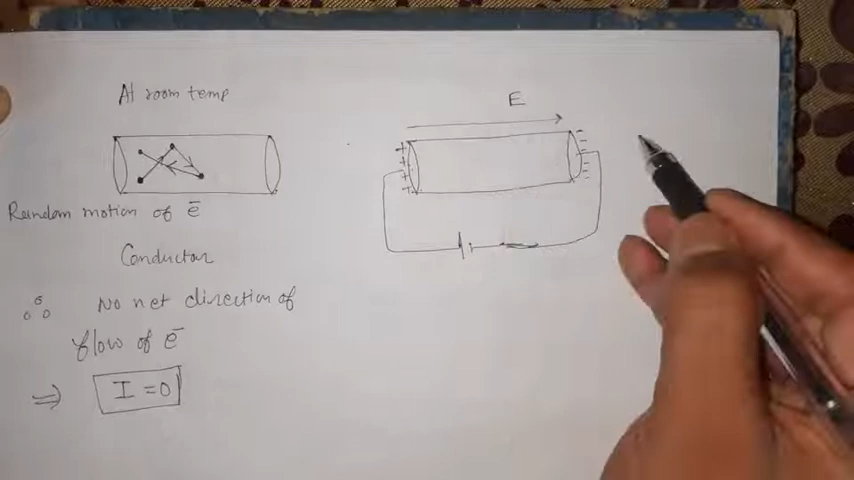 At room temp
E
+ + + +
- - - - - -
Random motion of e̅
Conductor
∴ No net direction of
flow of e̅
⇒ I = 0